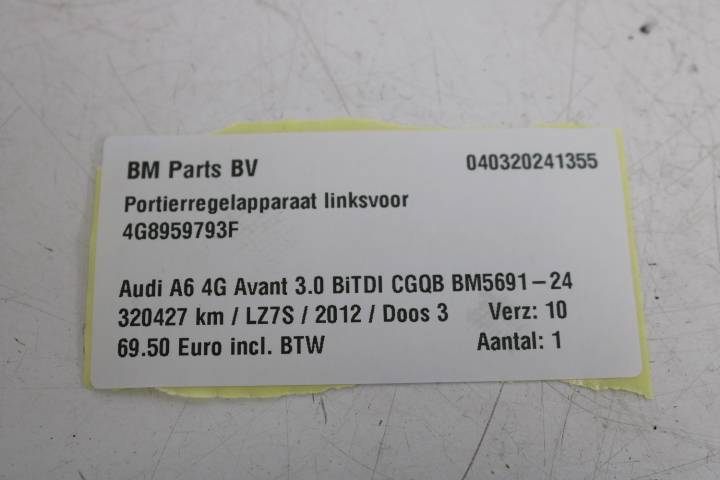 BM Parts BV 040320241355
Portierregelapparaat linksvoor
4G8959793F
Audi A6 4G Avant 3.0 BiTDI CGQB BM5691-24
320427 km / LZ7S / 2012 / Doos 3 Verz: 10
69.50 Euro incl. BTW Aantal: 1